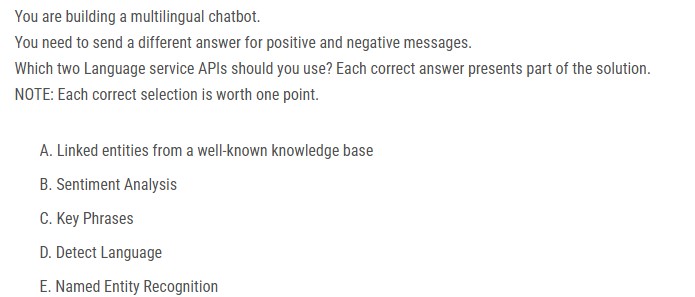 You are building a multilingual chatbot.
You need to send a different answer for positive and negative messages.
Which two Language service APIs should you use? Each correct answer presents part of the solution.
NOTE: Each correct selection is worth one point.
A. Linked entities from a well-known knowledge base
B. Sentiment Analysis
C. Key Phrases
D. Detect Language
E. Named Entity Recognition